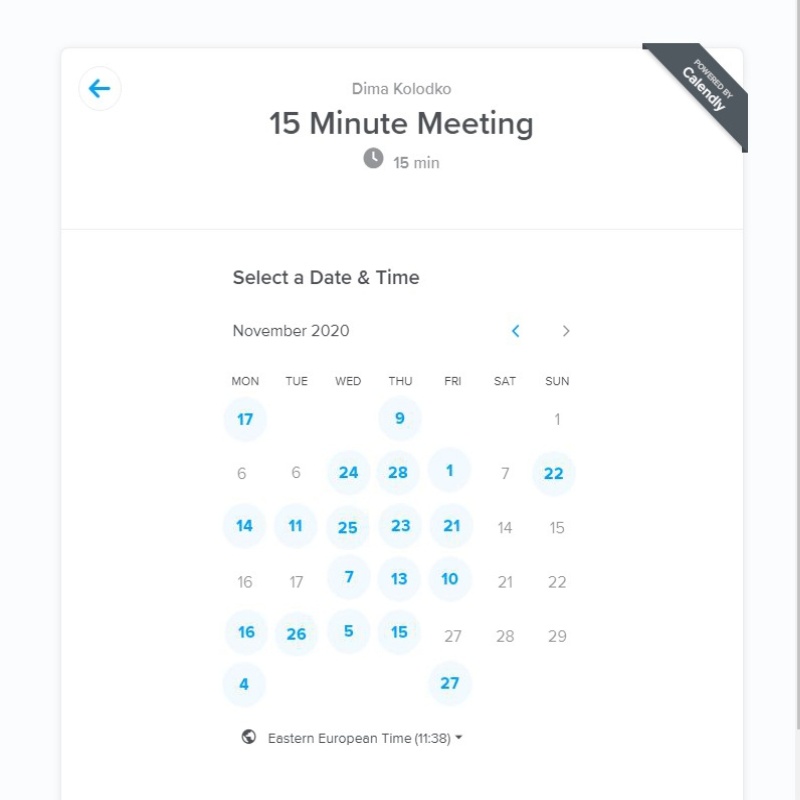 POWERED BY
Calendly
Dima Kolodko
15 Minute Meeting
15 min
Select a Date & Time
November 2020
MON TUE WED THU FRI SAT SUN
17 9 1
6 6 24 28 1 7 22
14 11 25 23 21 14 15
16 17 7 13 10 21 22
16 26 5 15 27 28 29
4 27
Eastern European Time (11:38)